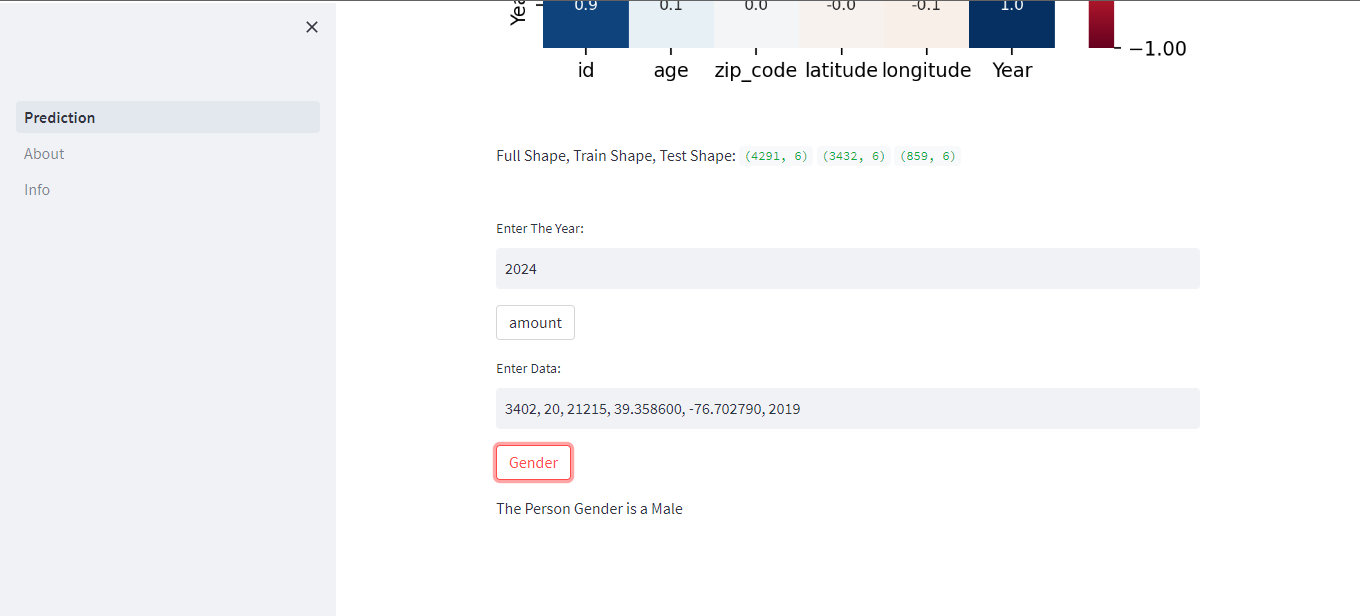 Prediction
About
Info
Yea
0.9 0.1 0.0 -0.0 -0.1 1.0
−1.00
id age zip_code latitude longitude Year
Full Shape, Train Shape, Test Shape: (4291, 6) (3432, 6) (859, 6)
Enter The Year:
2024
amount
Enter Data:
3402, 20, 21215, 39.358600, -76.702790, 2019
Gender
The Person Gender is a Male